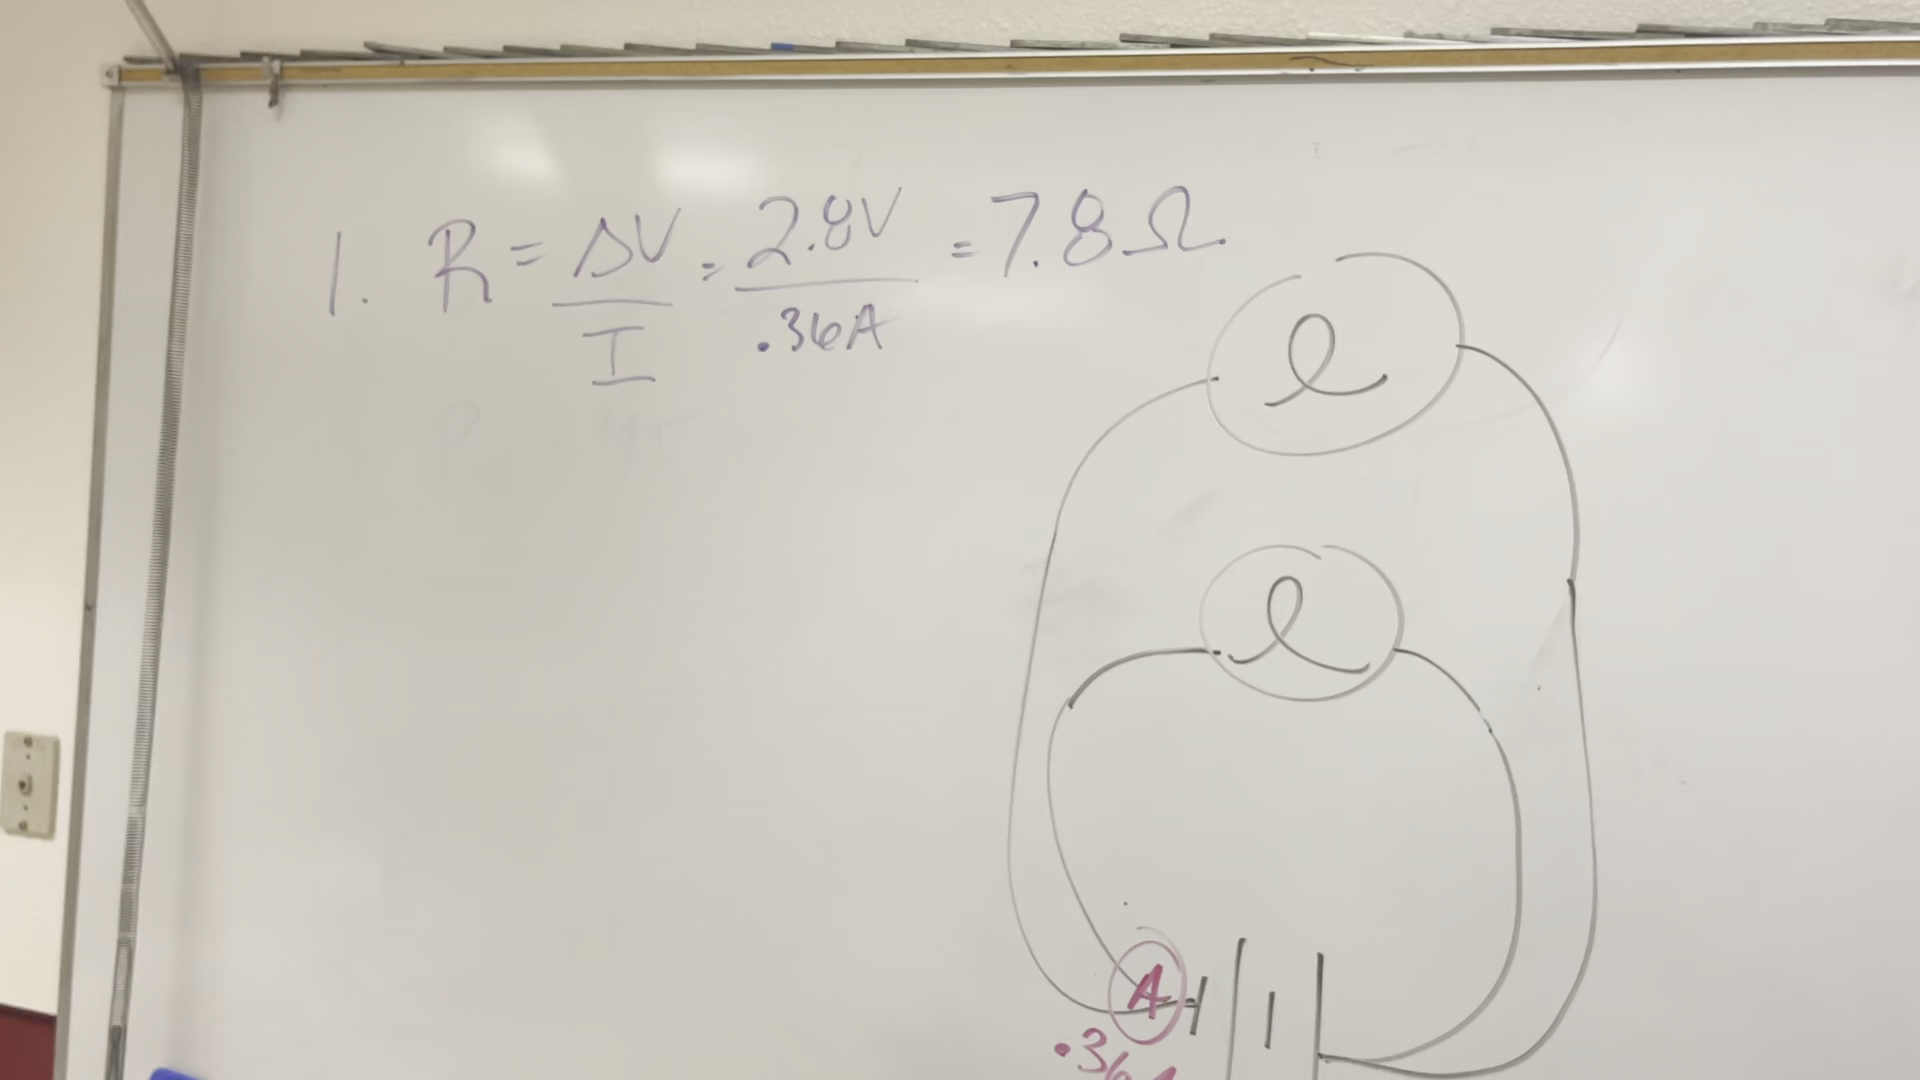 1. R = ΔV/I = 2.8V/.36A = 7.8Ω
A
.36A